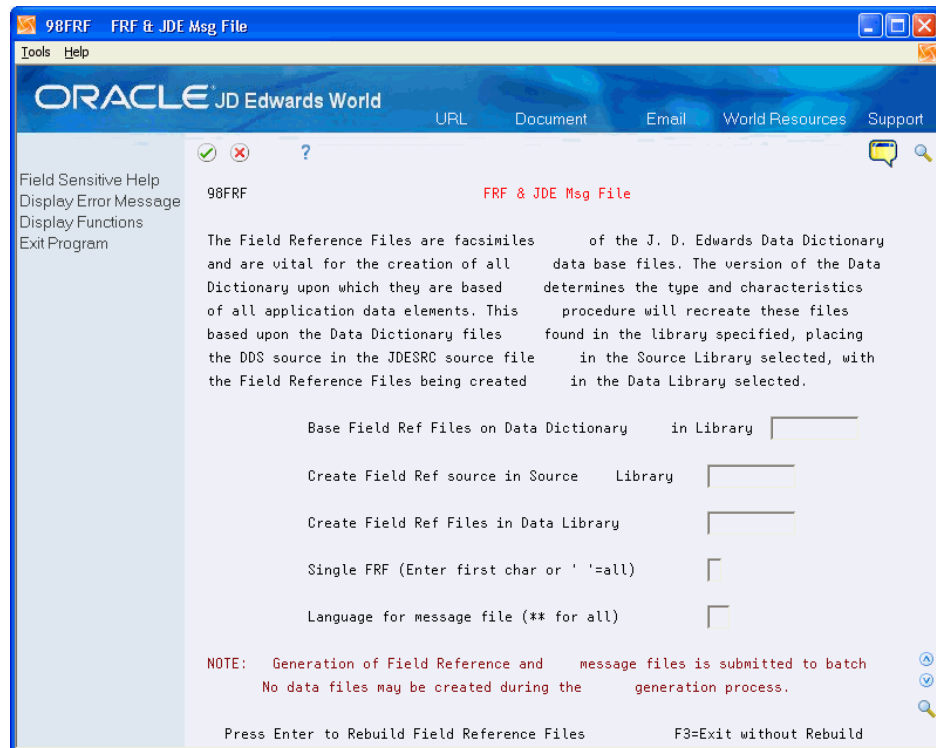 98FRF FRF & JDE Msg File
Tools Help
ORACLE JD Edwards World
URL Document Email World Resources Support
?
Field Sensitive Help
Display Error Message
Display Functions
Exit Program
98FRF FRF & JDE Msg File
The Field Reference Files are facsimiles of the J. D. Edwards Data Dictionary
and are vital for the creation of all data base files. The version of the Data
Dictionary upon which they are based determines the type and characteristics
of all application data elements. This procedure will recreate these files
based upon the Data Dictionary files found in the library specified, placing
the DDS source in the JDESRC source file in the Source Library selected, with
the Field Reference Files being created in the Data Library selected.
Base Field Ref Files on Data Dictionary in Library
Create Field Ref source in Source Library
Create Field Ref Files in Data Library
Single FRF (Enter first char or ' '=all)
Language for message file (** for all)
NOTE: Generation of Field Reference and message files is submitted to batch
No data files may be created during the generation process.
Press Enter to Rebuild Field Reference Files F3=Exit without Rebuild